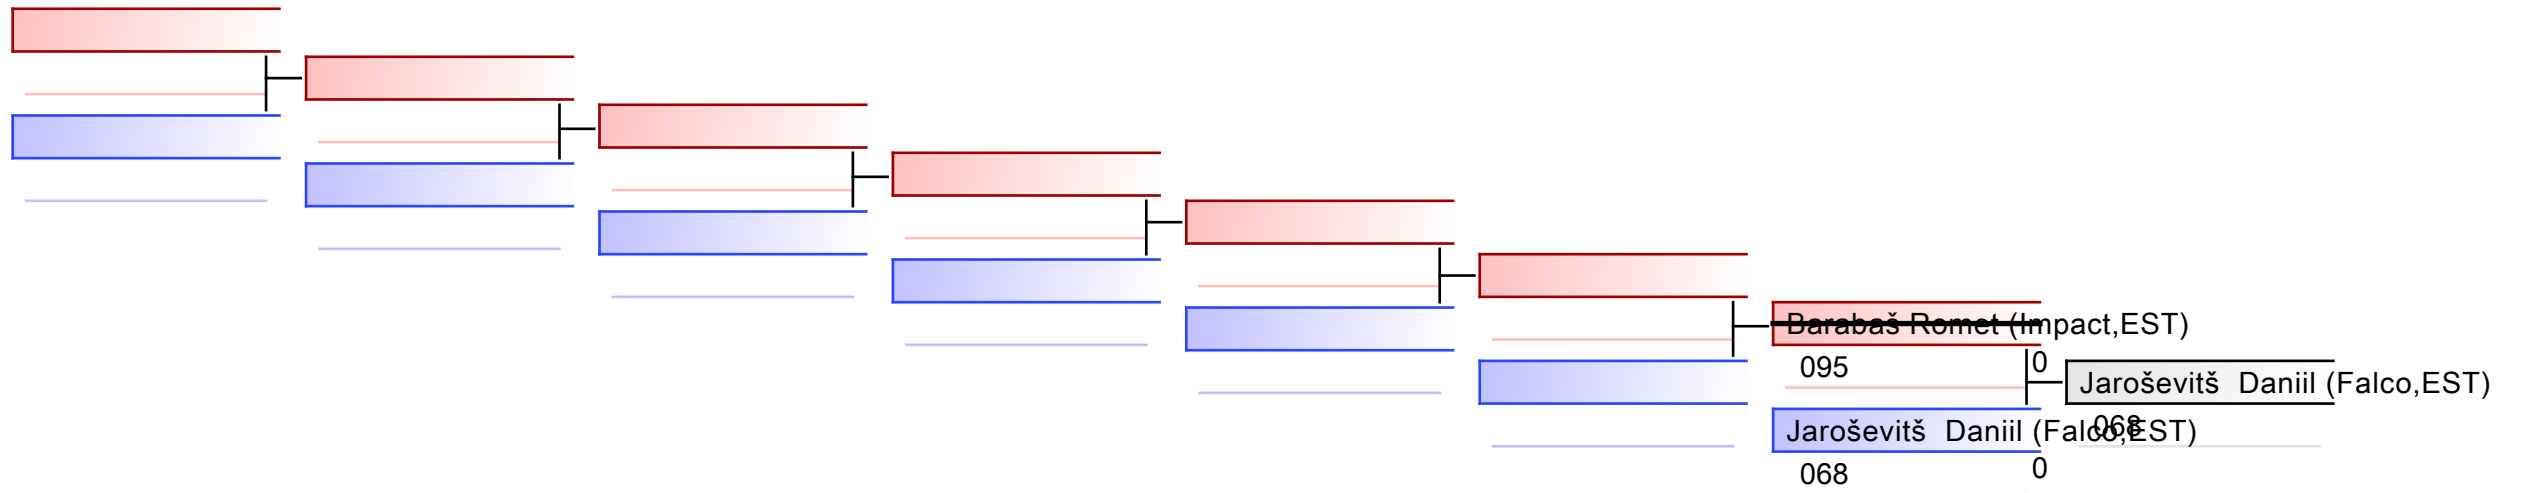 Barabaš Romet (Impact,EST)
095 0
Jaroševitš Daniil (Falco,EST)
068
Jaroševitš Daniil (Falco,EST)
068 0